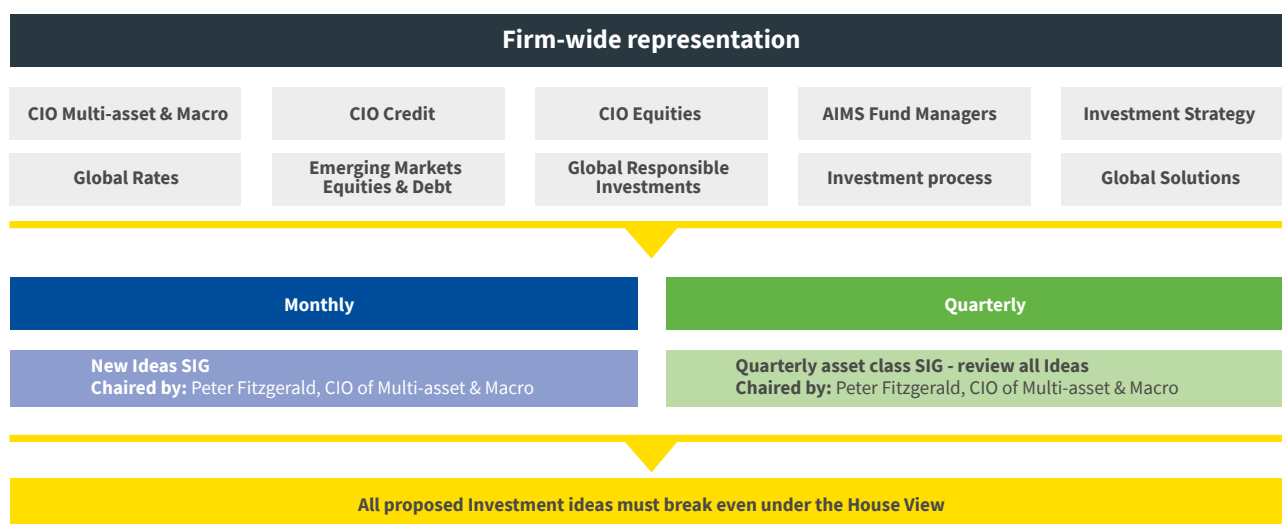 Firm-wide representation
CIO Multi-asset & Macro
CIO Credit
CIO Equities
AIMS Fund Managers
Investment Strategy
Global Rates
Emerging Markets
Equities & Debt
Global Responsible
Investments
Investment process
Global Solutions
Monthly
Quarterly
New Ideas SIG
Chaired by: Peter Fitzgerald, CIO of Multi-asset & Macro
Quarterly asset class SIG - review all Ideas
Chaired by: Peter Fitzgerald, CIO of Multi-asset & Macro
All proposed Investment ideas must break even under the House View